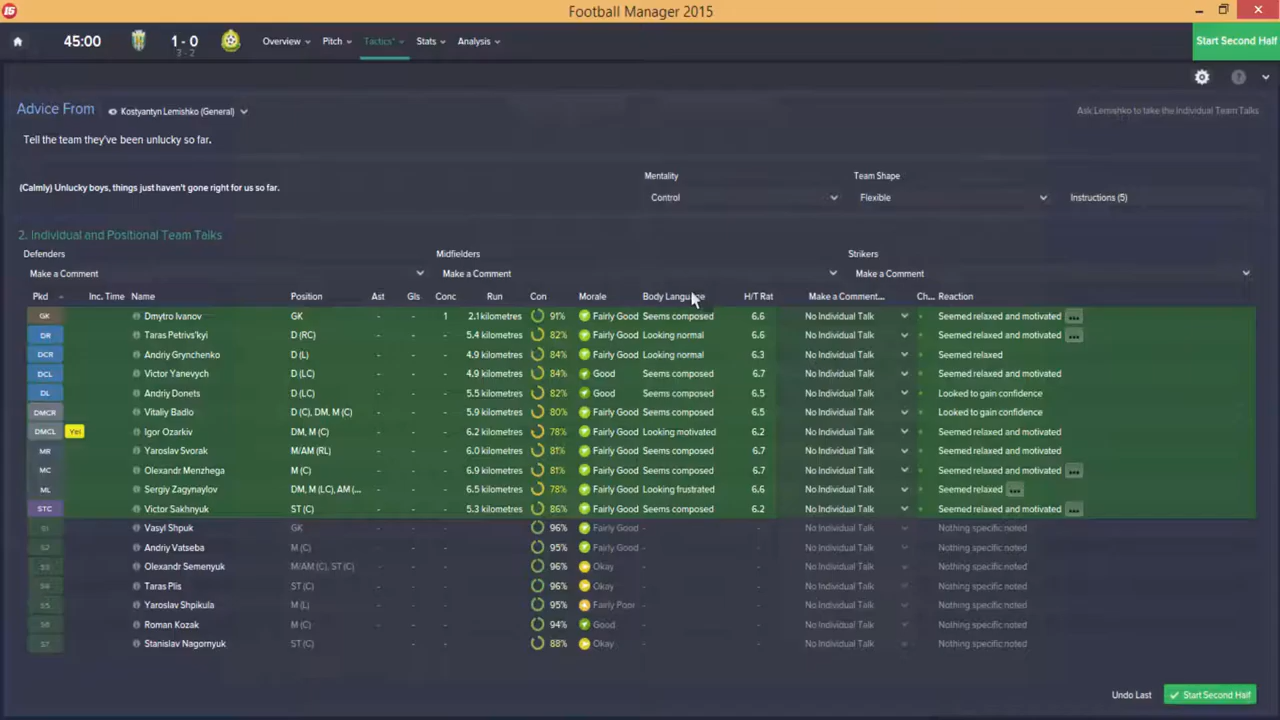 15 Football Manager 2015
45:00 1 - 0 Overview Pitch Tactics* Stats Analysis Start Second Half
3 - 2
?
Advice From Kostyantyn Lemishko (General) Ask Lemishko to take the Individual Team Talks
Tell the team they've been unlucky so far.
Mentality Team Shape
(Calmly) Unlucky boys, things just haven't gone right for us so far.
Control Flexible Instructions (5)
2. Individual and Positional Team Talks
Defenders Midfielders Strikers
Make a Comment Make a Comment Make a Comment
Pkd Inc. Time Name Position Ast Gls Conc Run Con Morale Body Language H/T Rat Make a Comment... Ch... Reaction
GK Dmytro Ivanov GK - - 1 2.1 kilometres 91% Fairly Good Seems composed 6.6 No Individual Talk Seemed relaxed and motivated ...
DR Taras Petrivs'kyi D (RC) - - - 5.4 kilometres 82% Fairly Good Looking normal 6.6 No Individual Talk Seemed relaxed and motivated ...
DCR Andriy Grynchenko D (L) - - - 4.9 kilometres 84% Fairly Good Looking normal 6.3 No Individual Talk Seemed relaxed
DCL Victor Yanevych D (LC) - - - 4.9 kilometres 84% Good Seems composed 6.7 No Individual Talk Seemed relaxed and motivated
DL Andriy Donets D (LC) - - - 5.5 kilometres 82% Good Seems composed 6.5 No Individual Talk Looked to gain confidence
DMCR Vitaliy Badlo D (C), DM, M (C) - - - 5.9 kilometres 80% Fairly Good Seems composed 6.5 No Individual Talk Looked to gain confidence
DMCL Yel Igor Ozarkiv DM, M (C) - - - 6.2 kilometres 78% Fairly Good Looking motivated 6.2 No Individual Talk Seemed relaxed and motivated
MR Yaroslav Svorak M/AM (RL) - - - 6.0 kilometres 81% Fairly Good Seems composed 6.7 No Individual Talk Seemed relaxed and motivated
MC Olexandr Menzhega M (C) - - - 6.9 kilometres 81% Fairly Good Seems composed 6.7 No Individual Talk Seemed relaxed and motivated ...
ML Sergiy Zagynaylov DM, M (LC), AM (... - - - 6.5 kilometres 78% Fairly Good Looking frustrated 6.6 No Individual Talk Seemed relaxed ...
STC Victor Sakhnyuk ST (C) - - - 5.3 kilometres 86% Fairly Good Seems composed 6.2 No Individual Talk Seemed relaxed and motivated ...
S1 Vasyl Shpuk GK - - - 96% Fairly Good - - No Individual Talk Nothing specific noted
S2 Andriy Vatseba M (C) - - - 95% Fairly Good - - No Individual Talk Nothing specific noted
S3 Olexandr Semenyuk M/AM (C), ST (C) - - - 96% Okay - - No Individual Talk Nothing specific noted
S4 Taras Plis ST (C) - - - 96% Okay - - No Individual Talk Nothing specific noted
S5 Yaroslav Shpikula M (L) - - - 95% Fairly Poor - - No Individual Talk Nothing specific noted
S6 Roman Kozak M (C) - - - 94% Good - - No Individual Talk Nothing specific noted
S7 Stanislav Nagornyuk ST (C) - - - 88% Okay - - No Individual Talk Nothing specific noted
Undo Last Start Second Half